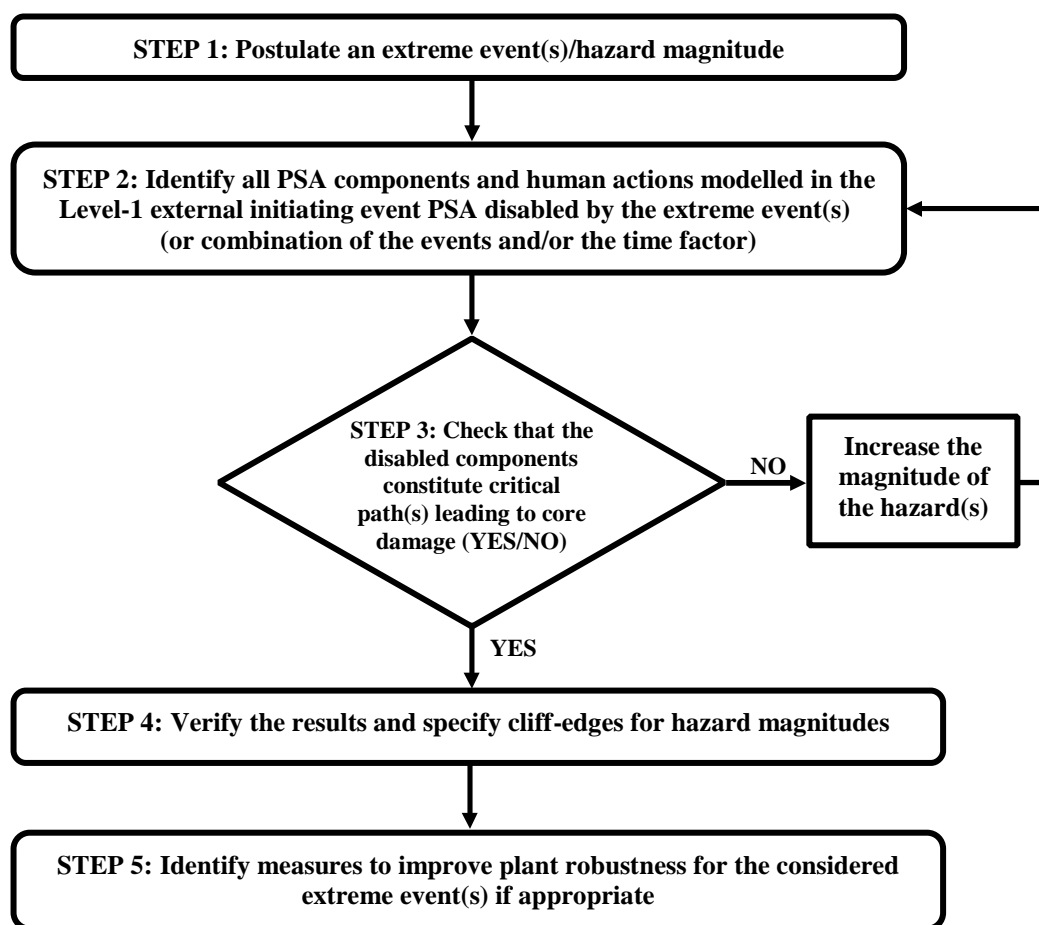 STEP 1: Postulate an extreme event(s)/hazard magnitude
STEP 2: Identify all PSA components and human actions modelled in the
Level-1 external initiating event PSA disabled by the extreme event(s)
(or combination of the events and/or the time factor)
STEP 3: Check that the
disabled components
constitute critical
path(s) leading to core
damage (YES/NO)
NO
Increase the
magnitude of
the hazard(s)
YES
STEP 4: Verify the results and specify cliff-edges for hazard magnitudes
STEP 5: Identify measures to improve plant robustness for the considered
extreme event(s) if appropriate